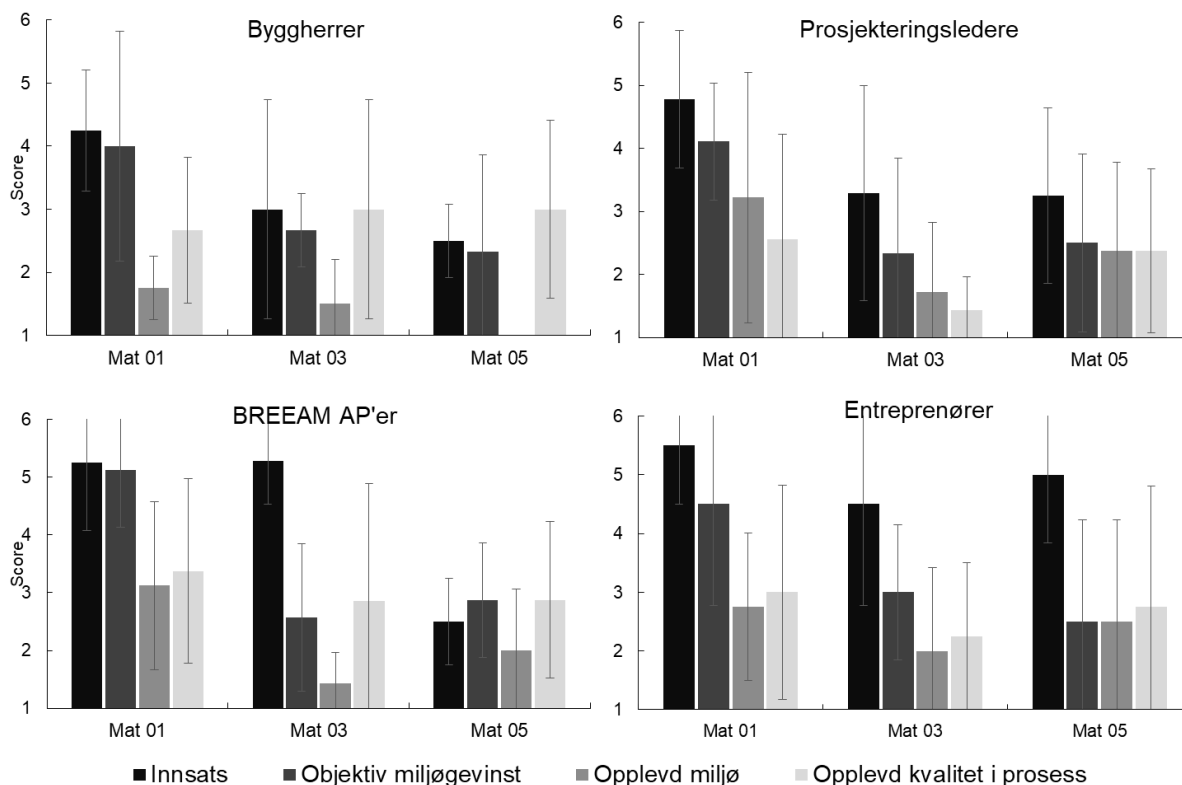 Byggherrer
6
5
4
3
2
1
Score
Mat 01 Mat 03 Mat 05
Prosjekteringsledere
6
5
4
3
2
1
Mat 01 Mat 03 Mat 05
BREEAM AP'er
6
5
4
3
2
1
Score
Mat 01 Mat 03 Mat 05
Entreprenører
6
5
4
3
2
1
Mat 01 Mat 03 Mat 05
Innsats Objektiv miljøgevinst Opplevd miljø Opplevd kvalitet i prosess